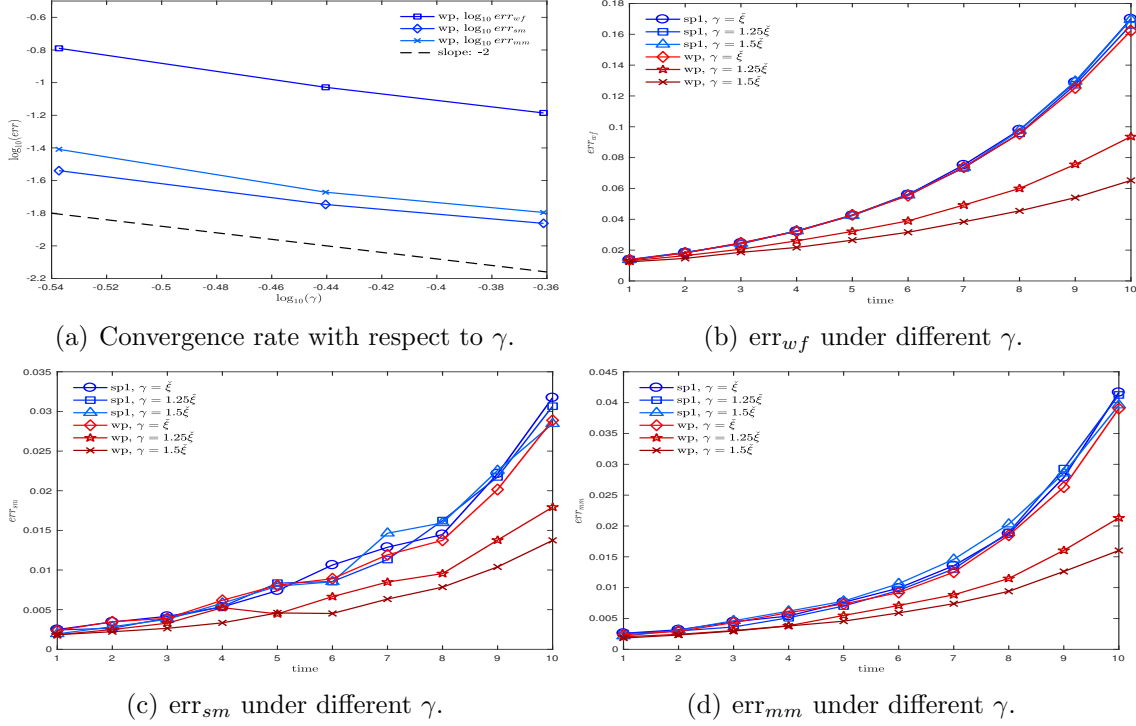 wp, log₁₀ err_wf
wp, log₁₀ err_sm
wp, log₁₀ err_mm
slope: -2
-0.6
-0.8
-1
-1.2
-1.4
-1.6
-1.8
-2
-2.2
log₁₀(err)
-0.54 -0.52 -0.5 -0.48 -0.46 -0.44 -0.42 -0.4 -0.38 -0.36
log₁₀(γ)
(a) Convergence rate with respect to γ.
sp1, γ = ξ̌
sp1, γ = 1.25ξ̌
sp1, γ = 1.5ξ̌
wp, γ = ξ̌
wp, γ = 1.25ξ̌
wp, γ = 1.5ξ̌
0.18
0.16
0.14
0.12
0.1
0.08
0.06
0.04
0.02
0
err_wf
1 2 3 4 5 6 7 8 9 10
time
(b) err_wf under different γ.
sp1, γ = ξ̌
sp1, γ = 1.25ξ̌
sp1, γ = 1.5ξ̌
wp, γ = ξ̌
wp, γ = 1.25ξ̌
wp, γ = 1.5ξ̌
0.035
0.03
0.025
0.02
0.015
0.01
0.005
0
err_sm
1 2 3 4 5 6 7 8 9 10
time
(c) err_sm under different γ.
sp1, γ = ξ̌
sp1, γ = 1.25ξ̌
sp1, γ = 1.5ξ̌
wp, γ = ξ̌
wp, γ = 1.25ξ̌
wp, γ = 1.5ξ̌
0.045
0.04
0.035
0.03
0.025
0.02
0.015
0.01
0.005
0
err_mm
1 2 3 4 5 6 7 8 9 10
time
(d) err_mm under different γ.